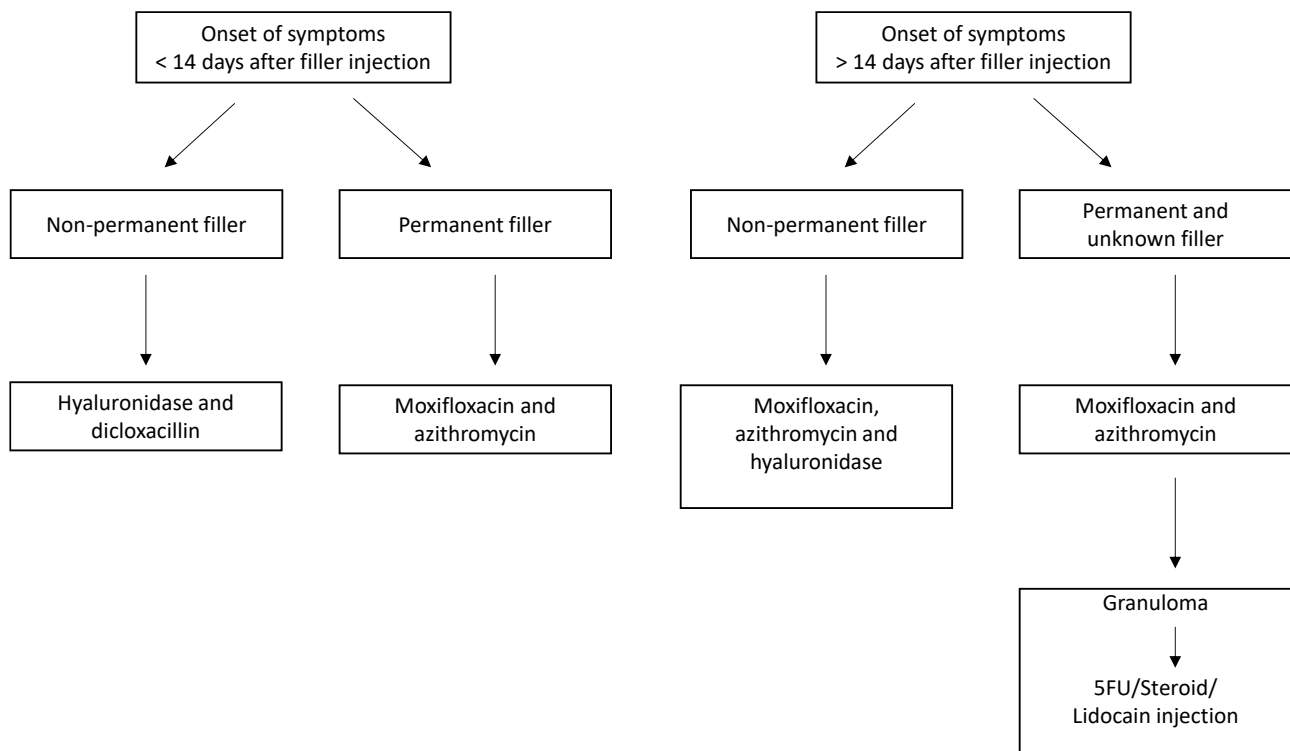 Onset of symptoms
< 14 days after filler injection
Onset of symptoms
> 14 days after filler injection
Non-permanent filler
Permanent filler
Non-permanent filler
Permanent and
unknown filler
Hyaluronidase and
dicloxacillin
Moxifloxacin and
azithromycin
Moxifloxacin,
azithromycin and
hyaluronidase
Moxifloxacin and
azithromycin
Granuloma
5FU/Steroid/
Lidocain injection